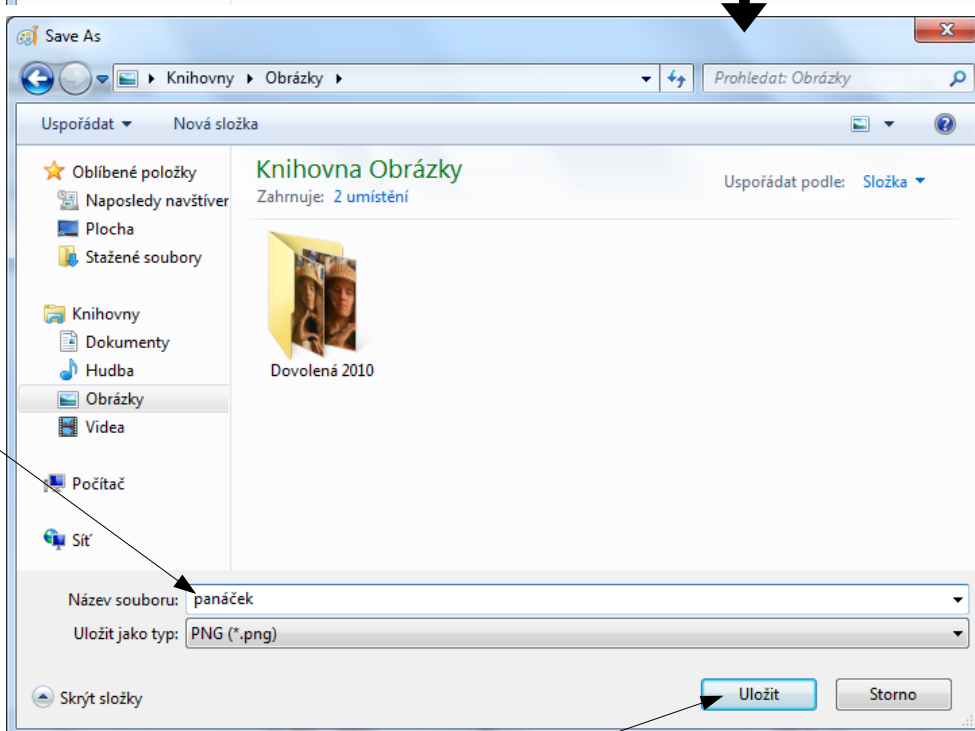 Save As
Knihovny Obrázky
Prohledat: Obrázky
Uspořádat Nová složka
Oblíbené položky
Naposledy navštíver
Plocha
Stažené soubory
Knihovny
Dokumenty
Hudba
Obrázky
Videa
Počítač
Síť
Knihovna Obrázky
Zahrnuje: 2 umístění
Uspořádat podle: Složka
Dovolená 2010
Název souboru: panáček
Uložit jako typ: PNG (*.png)
Skrýt složky
Uložit Storno